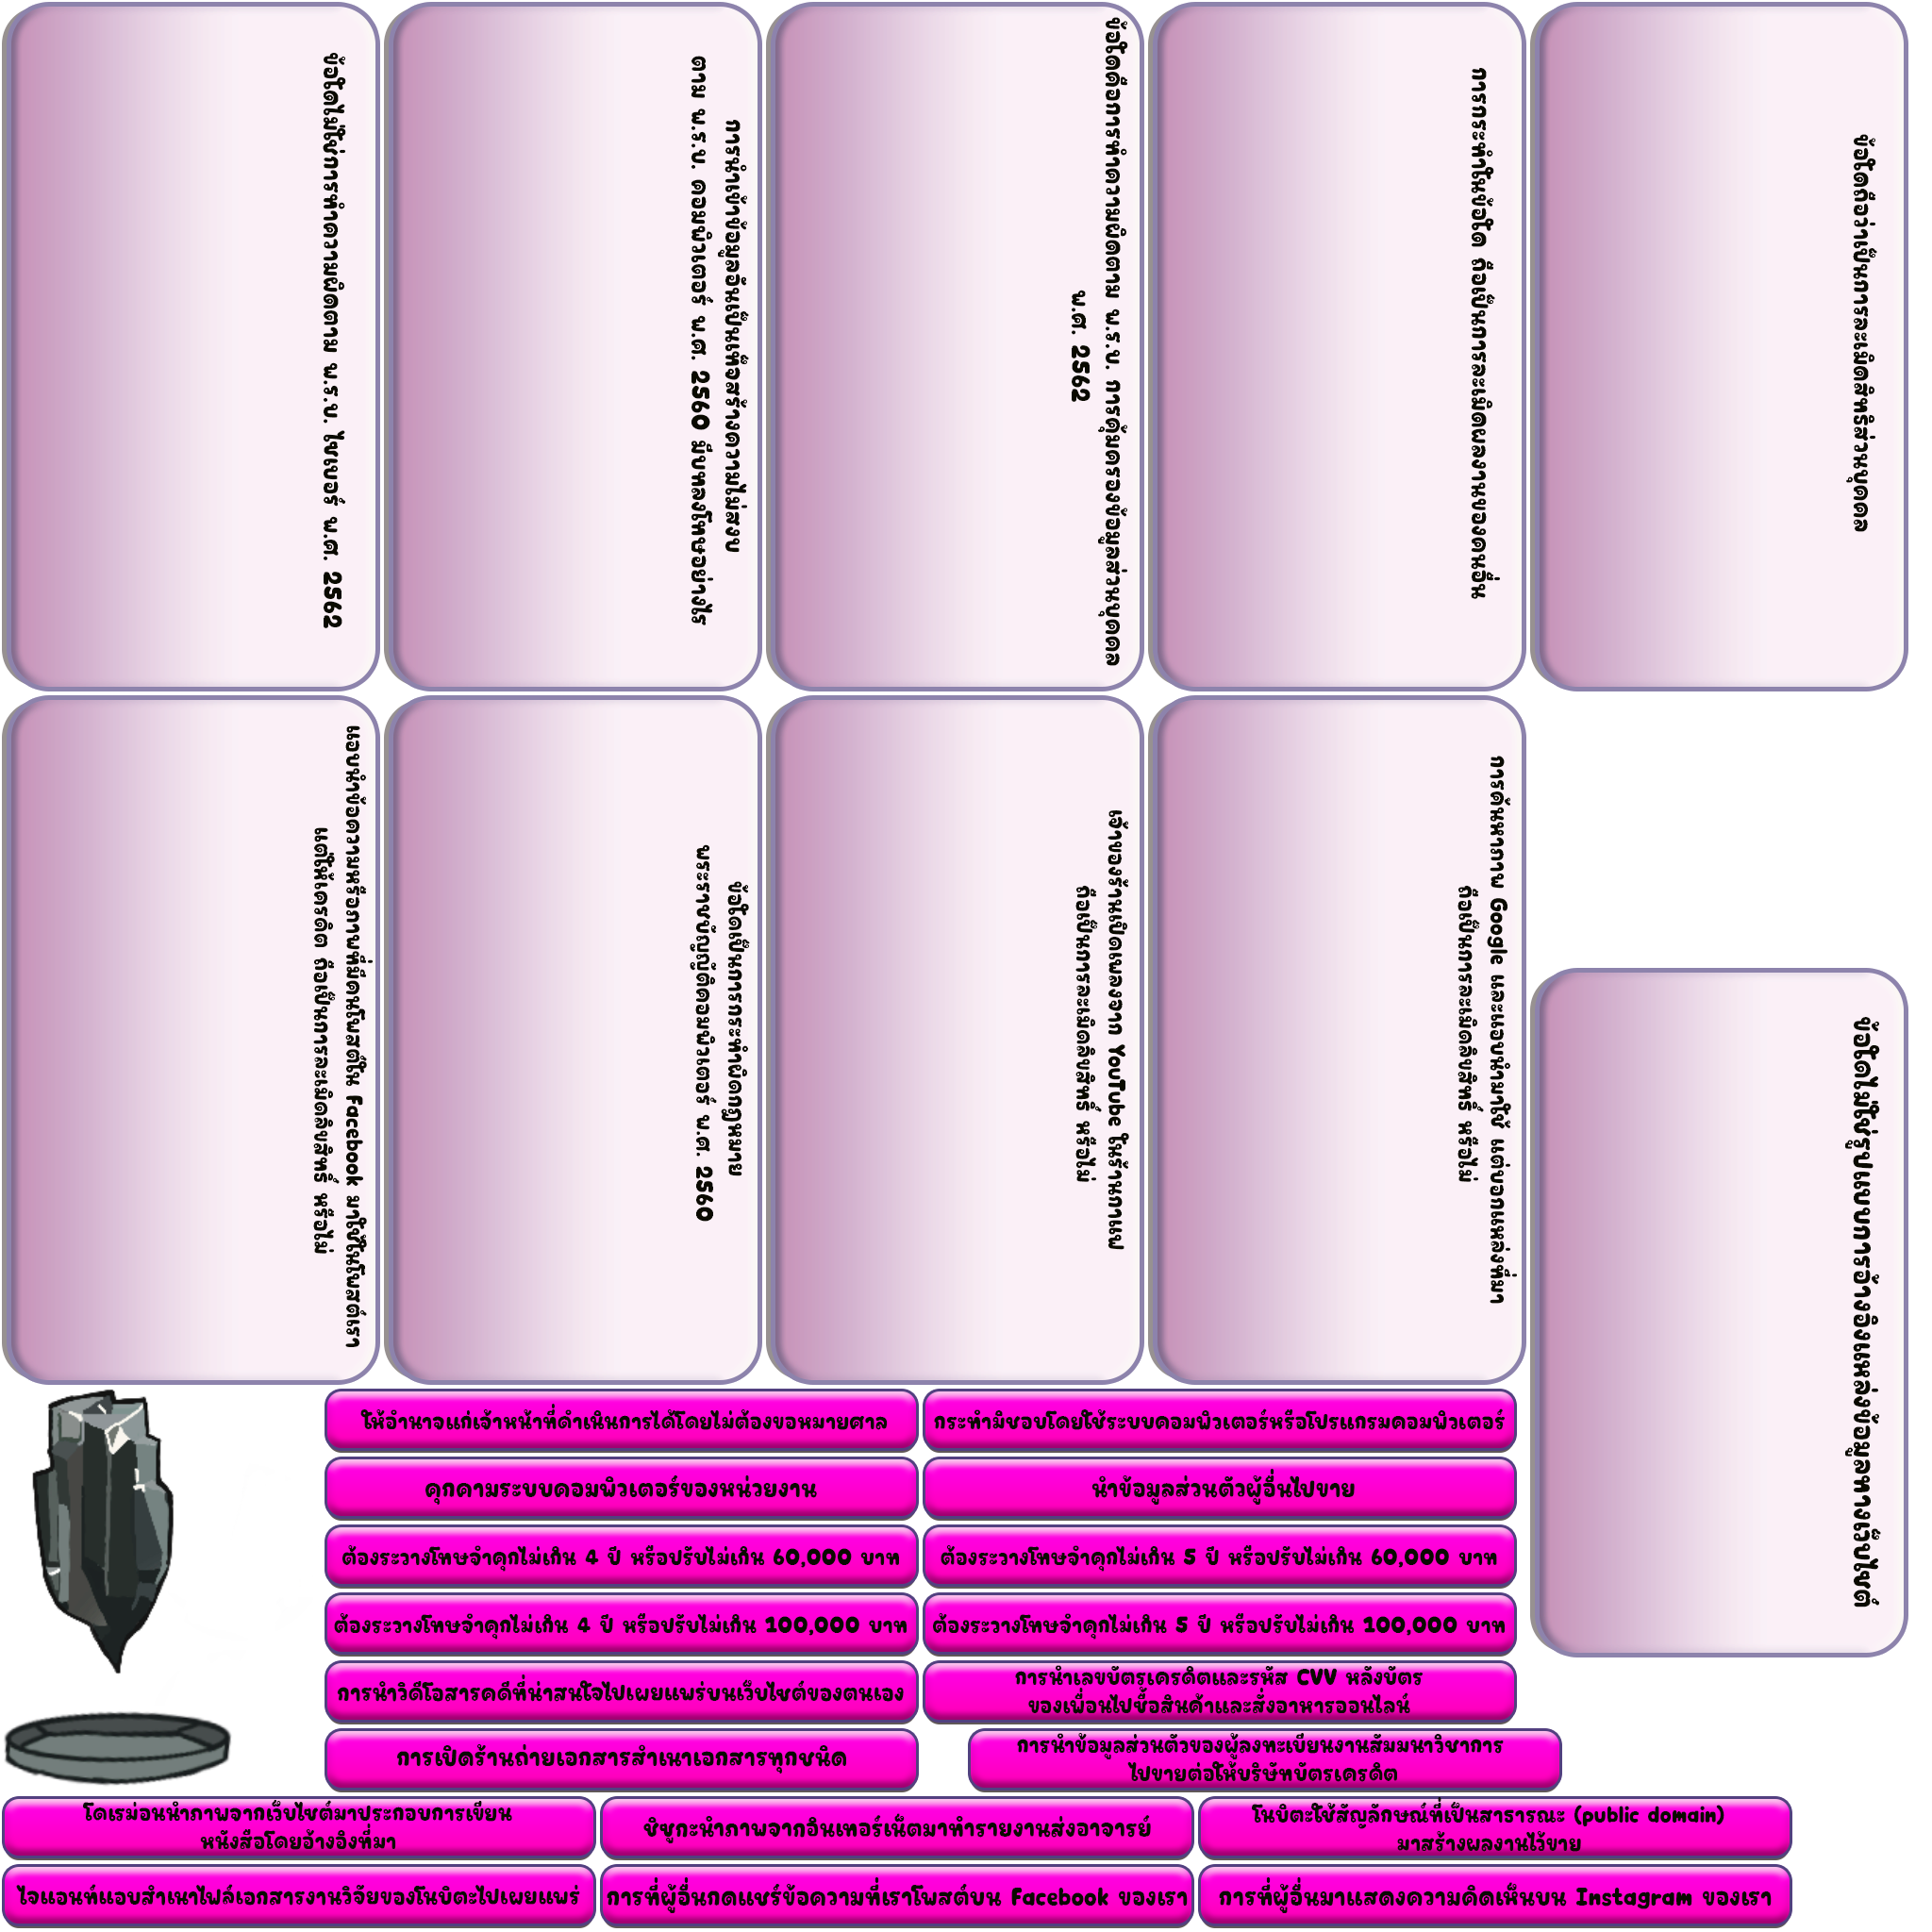 ข้อใดไม่ใช่การทำความผิดตาม พ.ร.บ. ไซเบอร์ พ.ศ. 2562
การนำเข้าข้อมูลอันเป็นเท็จสร้างความไม่สงบ
ตาม พ.ร.บ. คอมพิวเตอร์ พ.ศ. 2560 มีบทลงโทษอย่างไร
ข้อใดคือการทำความผิดตาม พ.ร.บ. การคุ้มครองข้อมูลส่วนบุคคล
พ.ศ. 2562
การกระทำในข้อใด ถือเป็นการละเมิดผลงานของคนอื่น
ข้อใดถือว่าเป็นการละเมิดสิทธิส่วนบุคคล
แอบนำข้อความหรือภาพที่มีคนโพสต์ใน Facebook มาใช้ในโพสต์เรา
แต่ให้เครดิต ถือเป็นการละเมิดลิขสิทธิ์ หรือไม่
ข้อใดเป็นการกระทำผิดกฎหมาย
พระราชบัญญัติคอมพิวเตอร์ พ.ศ. 2560
เจ้าของร้านเปิดเพลงจาก YouTube ในร้านกาแฟ
ถือเป็นการละเมิดลิขสิทธิ์ หรือไม่
การค้นหาภาพ Google และแอบนำมาใช้ แต่บอกแหล่งที่มา
ถือเป็นการละเมิดลิขสิทธิ์ หรือไม่
ข้อใดไม่ใช่รูปแบบการอ้างอิงแหล่งข้อมูลทางเว็บไซต์
ให้อำนาจแก่เจ้าหน้าที่ดำเนินการได้โดยไม่ต้องขอหมายศาล
กระทำมิชอบโดยใช้ระบบคอมพิวเตอร์หรือโปรแกรมคอมพิวเตอร์
คุกคามระบบคอมพิวเตอร์ของหน่วยงาน
นำข้อมูลส่วนตัวผู้อื่นไปขาย
ต้องระวางโทษจำคุกไม่เกิน 4 ปี หรือปรับไม่เกิน 60,000 บาท
ต้องระวางโทษจำคุกไม่เกิน 5 ปี หรือปรับไม่เกิน 60,000 บาท
ต้องระวางโทษจำคุกไม่เกิน 4 ปี หรือปรับไม่เกิน 100,000 บาท
ต้องระวางโทษจำคุกไม่เกิน 5 ปี หรือปรับไม่เกิน 100,000 บาท
การนำวิดีโอสารคดีที่น่าสนใจไปเผยแพร่บนเว็บไซต์ของตนเอง
การนำเลขบัตรเครดิตและรหัส CVV หลังบัตร
ของเพื่อนไปซื้อสินค้าและสั่งอาหารออนไลน์
การเปิดร้านถ่ายเอกสารสำเนาเอกสารทุกชนิด
การนำข้อมูลส่วนตัวของผู้ลงทะเบียนงานสัมมนาวิชาการ
ไปขายต่อให้บริษัทบัตรเครดิต
โดเรม่อนนำภาพจากเว็บไซต์มาประกอบการเขียน
หนังสือโดยอ้างอิงที่มา
ชิซูกะนำภาพจากอินเทอร์เน็ตมาทำรายงานส่งอาจารย์
โนบิตะใช้สัญลักษณ์ที่เป็นสาธารณะ (public domain)
มาสร้างผลงานไว้ขาย
ไจแอนท์แอบสำเนาไฟล์เอกสารงานวิจัยของโนบิตะไปเผยแพร่
การที่ผู้อื่นกดแชร์ข้อความที่เราโพสต์บน Facebook ของเรา
การที่ผู้อื่นมาแสดงความคิดเห็นบน Instagram ของเรา